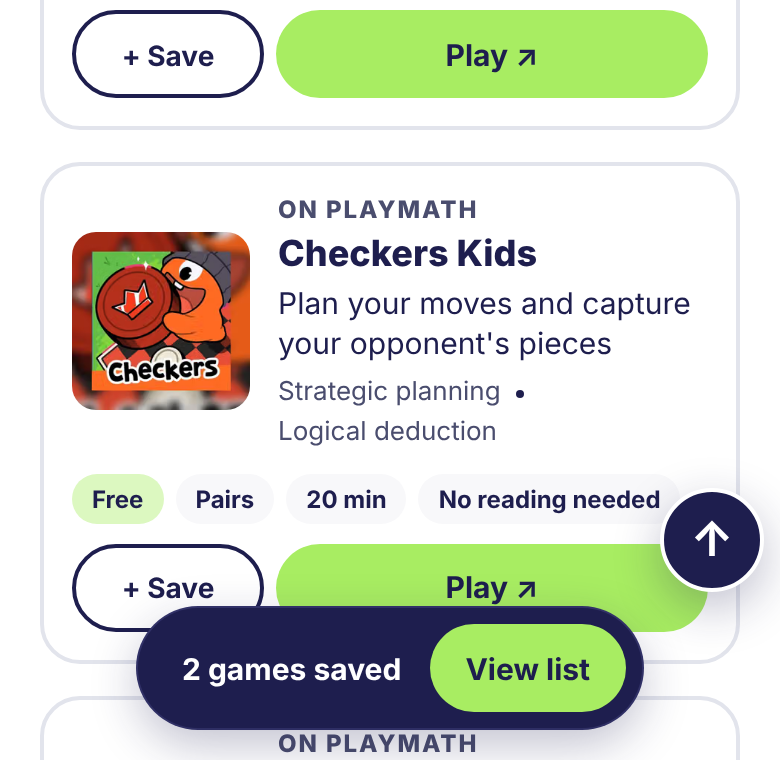 + Save
Play ↗
ON PLAYMATH
Checkers Kids
Plan your moves and capture
your opponent's pieces
Strategic planning •
Logical deduction
Checkers
Free
Pairs
20 min
No reading needed
+ Save
Play ↗
2 games saved
View list
ON PLAYMATH